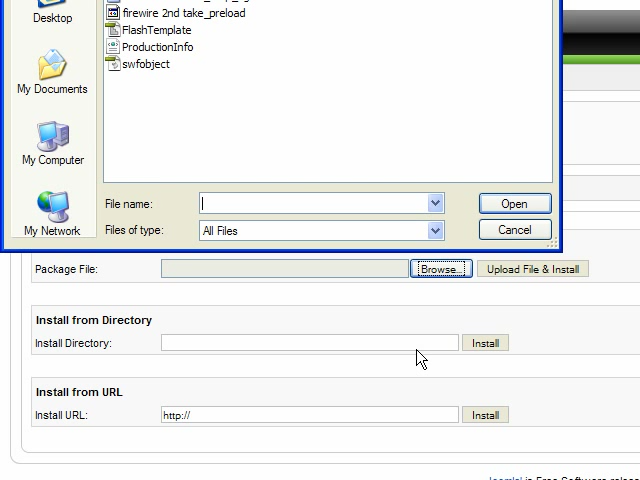 Desktop
My Documents
My Computer
My Network
firewire 2nd take_preload
FlashTemplate
ProductionInfo
swfobject
File name: Open
Files of type: All Files Cancel
Package File: Browse... Upload File & Install
Install from Directory
Install Directory: Install
Install from URL
Install URL: http:// Install